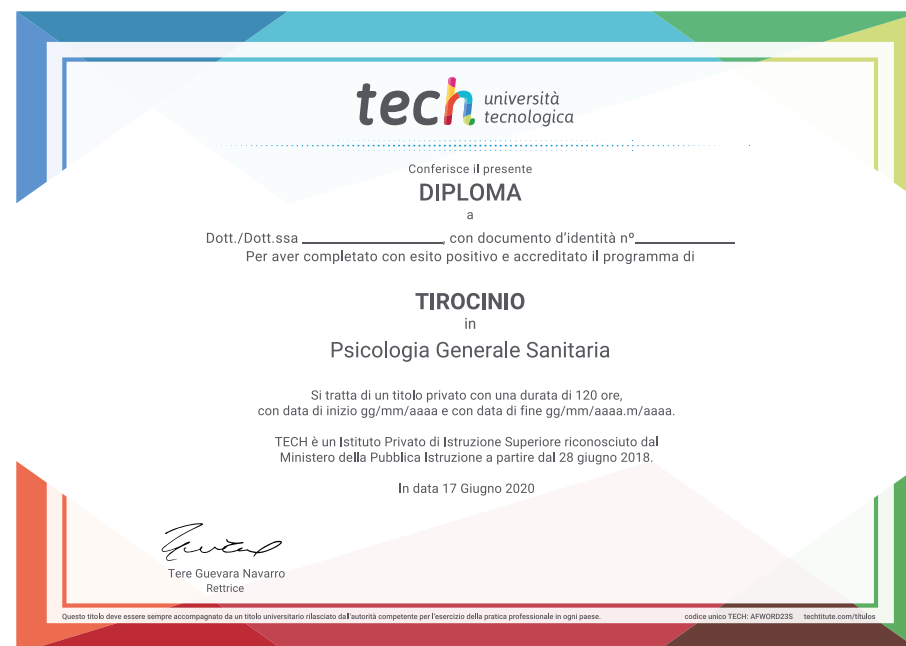 tech università
tecnologica
Conferisce il presente
DIPLOMA
a
Dott./Dott.ssa ____________________, con documento d'identità nº______________
Per aver completato con esito positivo e accreditato il programma di
TIROCINIO
in
Psicologia Generale Sanitaria
Si tratta di un titolo privato con una durata di 120 ore,
con data di inizio gg/mm/aaaa e con data di fine gg/mm/aaaa.m/aaaa.
TECH è un Istituto Privato di Istruzione Superiore riconosciuto dal
Ministero della Pubblica Istruzione a partire dal 28 giugno 2018.
In data 17 Giugno 2020
Tere Guevara Navarro
Rettrice
Questo titolo deve essere sempre accompagnato da un titolo universitario rilasciato dall'autorità competente per l'esercizio della pratica professionale in ogni paese. codice unico TECH: AFWORD23S techtitute.com/titulos